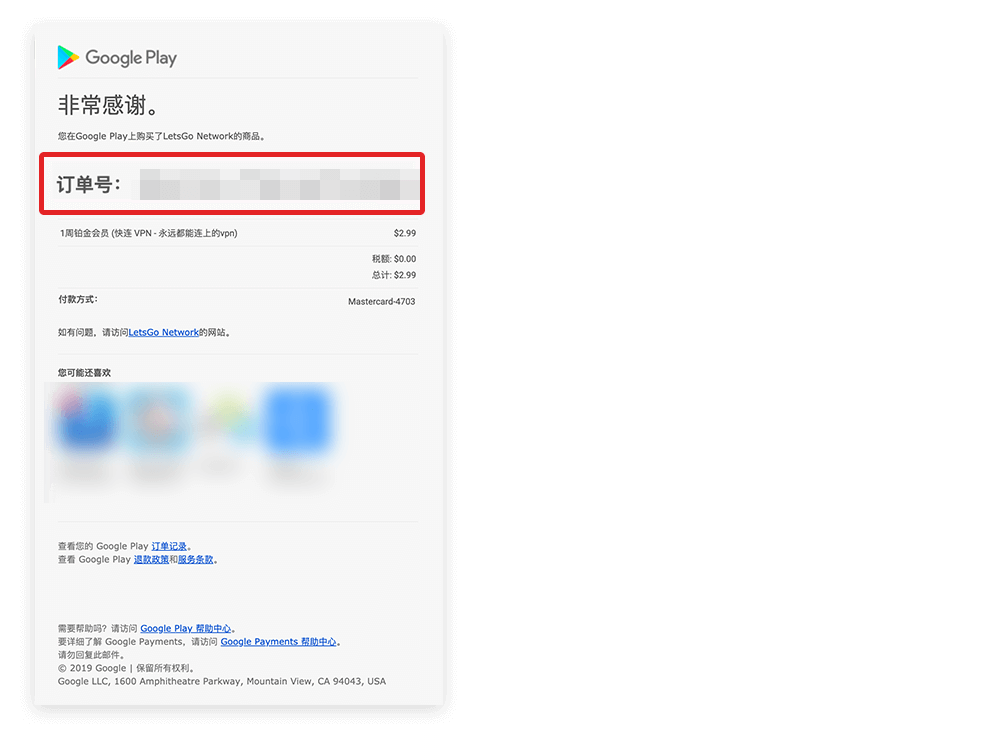 Google Play
非常感谢。
您在Google Play上购买了LetsGo Network的商品。
订单号：
1周铂金会员 (快连 VPN - 永远都能连上的vpn) $2.99
税额: $0.00
总计: $2.99
付款方式: Mastercard-4703
如有问题，请访问LetsGo Network的网站。
您可能还喜欢
查看您的 Google Play 订单记录。
查看 Google Play 退款政策和服务条款。
需要帮助吗？请访问 Google Play 帮助中心。
要详细了解 Google Payments，请访问 Google Payments 帮助中心。
请勿回复此邮件。
© 2019 Google | 保留所有权利。
Google LLC, 1600 Amphitheatre Parkway, Mountain View, CA 94043, USA